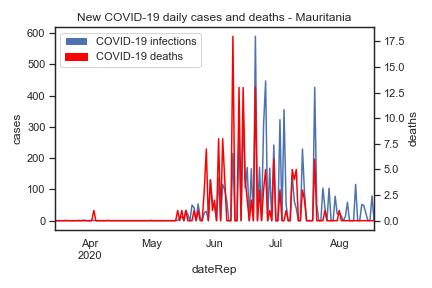 New COVID-19 daily cases and deaths - Mauritania
COVID-19 infections
COVID-19 deaths
600
500
400
300
200
100
0
cases
17.5
15.0
12.5
10.0
7.5
5.0
2.5
0.0
deaths
Apr May Jun Jul Aug
2020
dateRep